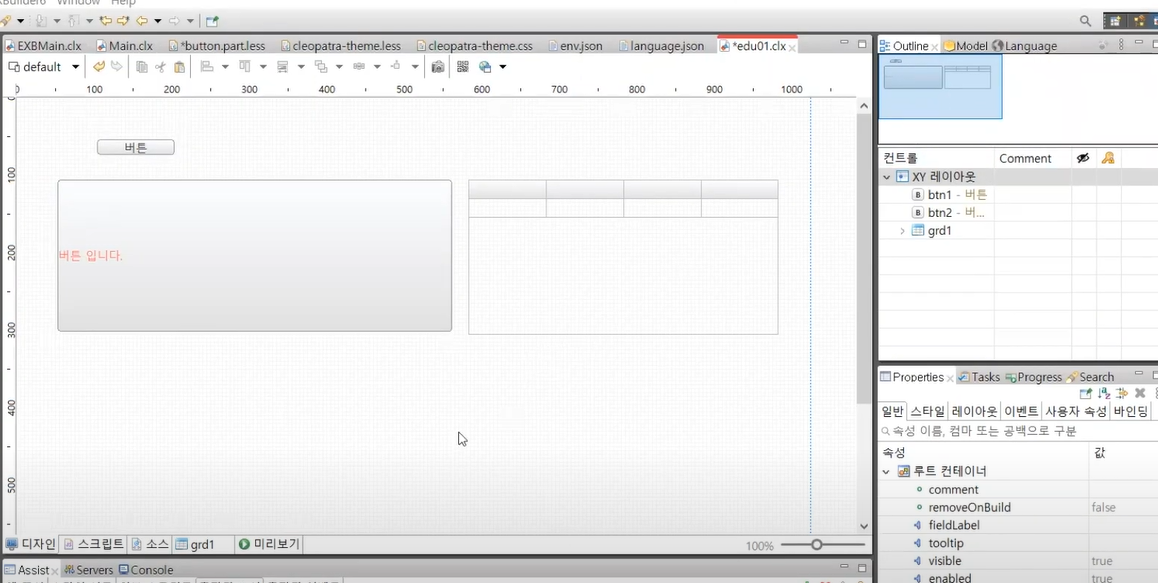 Window Help
EXBMain.clx Main.clx *button.part.less cleopatra-theme.less cleopatra-theme.css env.json language.json *edu01.clx
default
0 100 200 300 400 500 600 700 800 900 1000
100
200
300
400
500
버튼
버튼 입니다.
디자인 스크립트 소스 grd1 미리보기
100%
Assist Servers Console
Outline Model Language
컨트롤 Comment
XY 레이아웃
btn1 - 버튼
btn2 - 버...
grd1
Properties Tasks Progress Search
일반 스타일 레이아웃 이벤트 사용자 속성 바인딩
속성 이름, 컴마 또는 공백으로 구분
속성 값
루트 컨테이너
comment
removeOnBuild false
fieldLabel
tooltip
visible true
enabled true